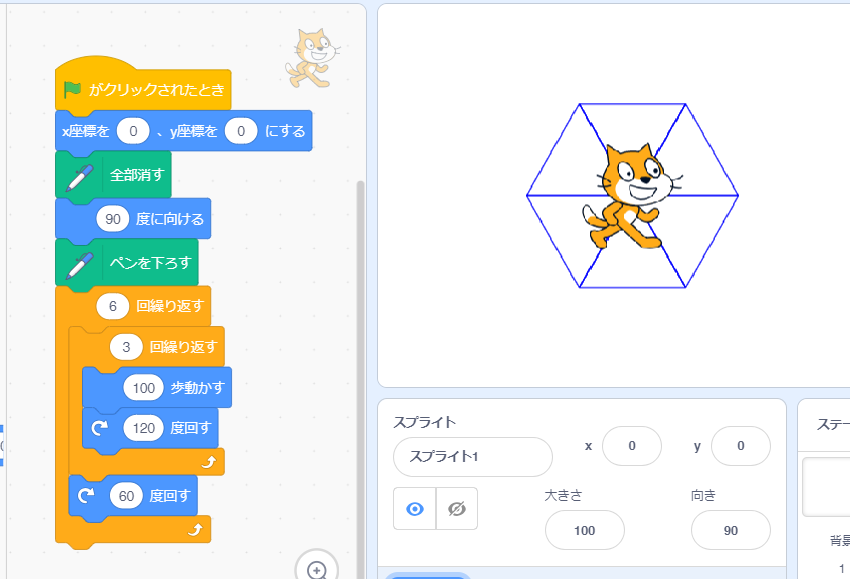 がクリックされたとき
x座標を 0 、y座標を 0 にする
全部消す
90 度に向ける
ペンを下ろす
6 回繰り返す
3 回繰り返す
100 歩動かす
120 度回す
60 度回す
スプライト
スプライト1
x 0 y 0
大きさ
100
向き
90
ステー
背景
1